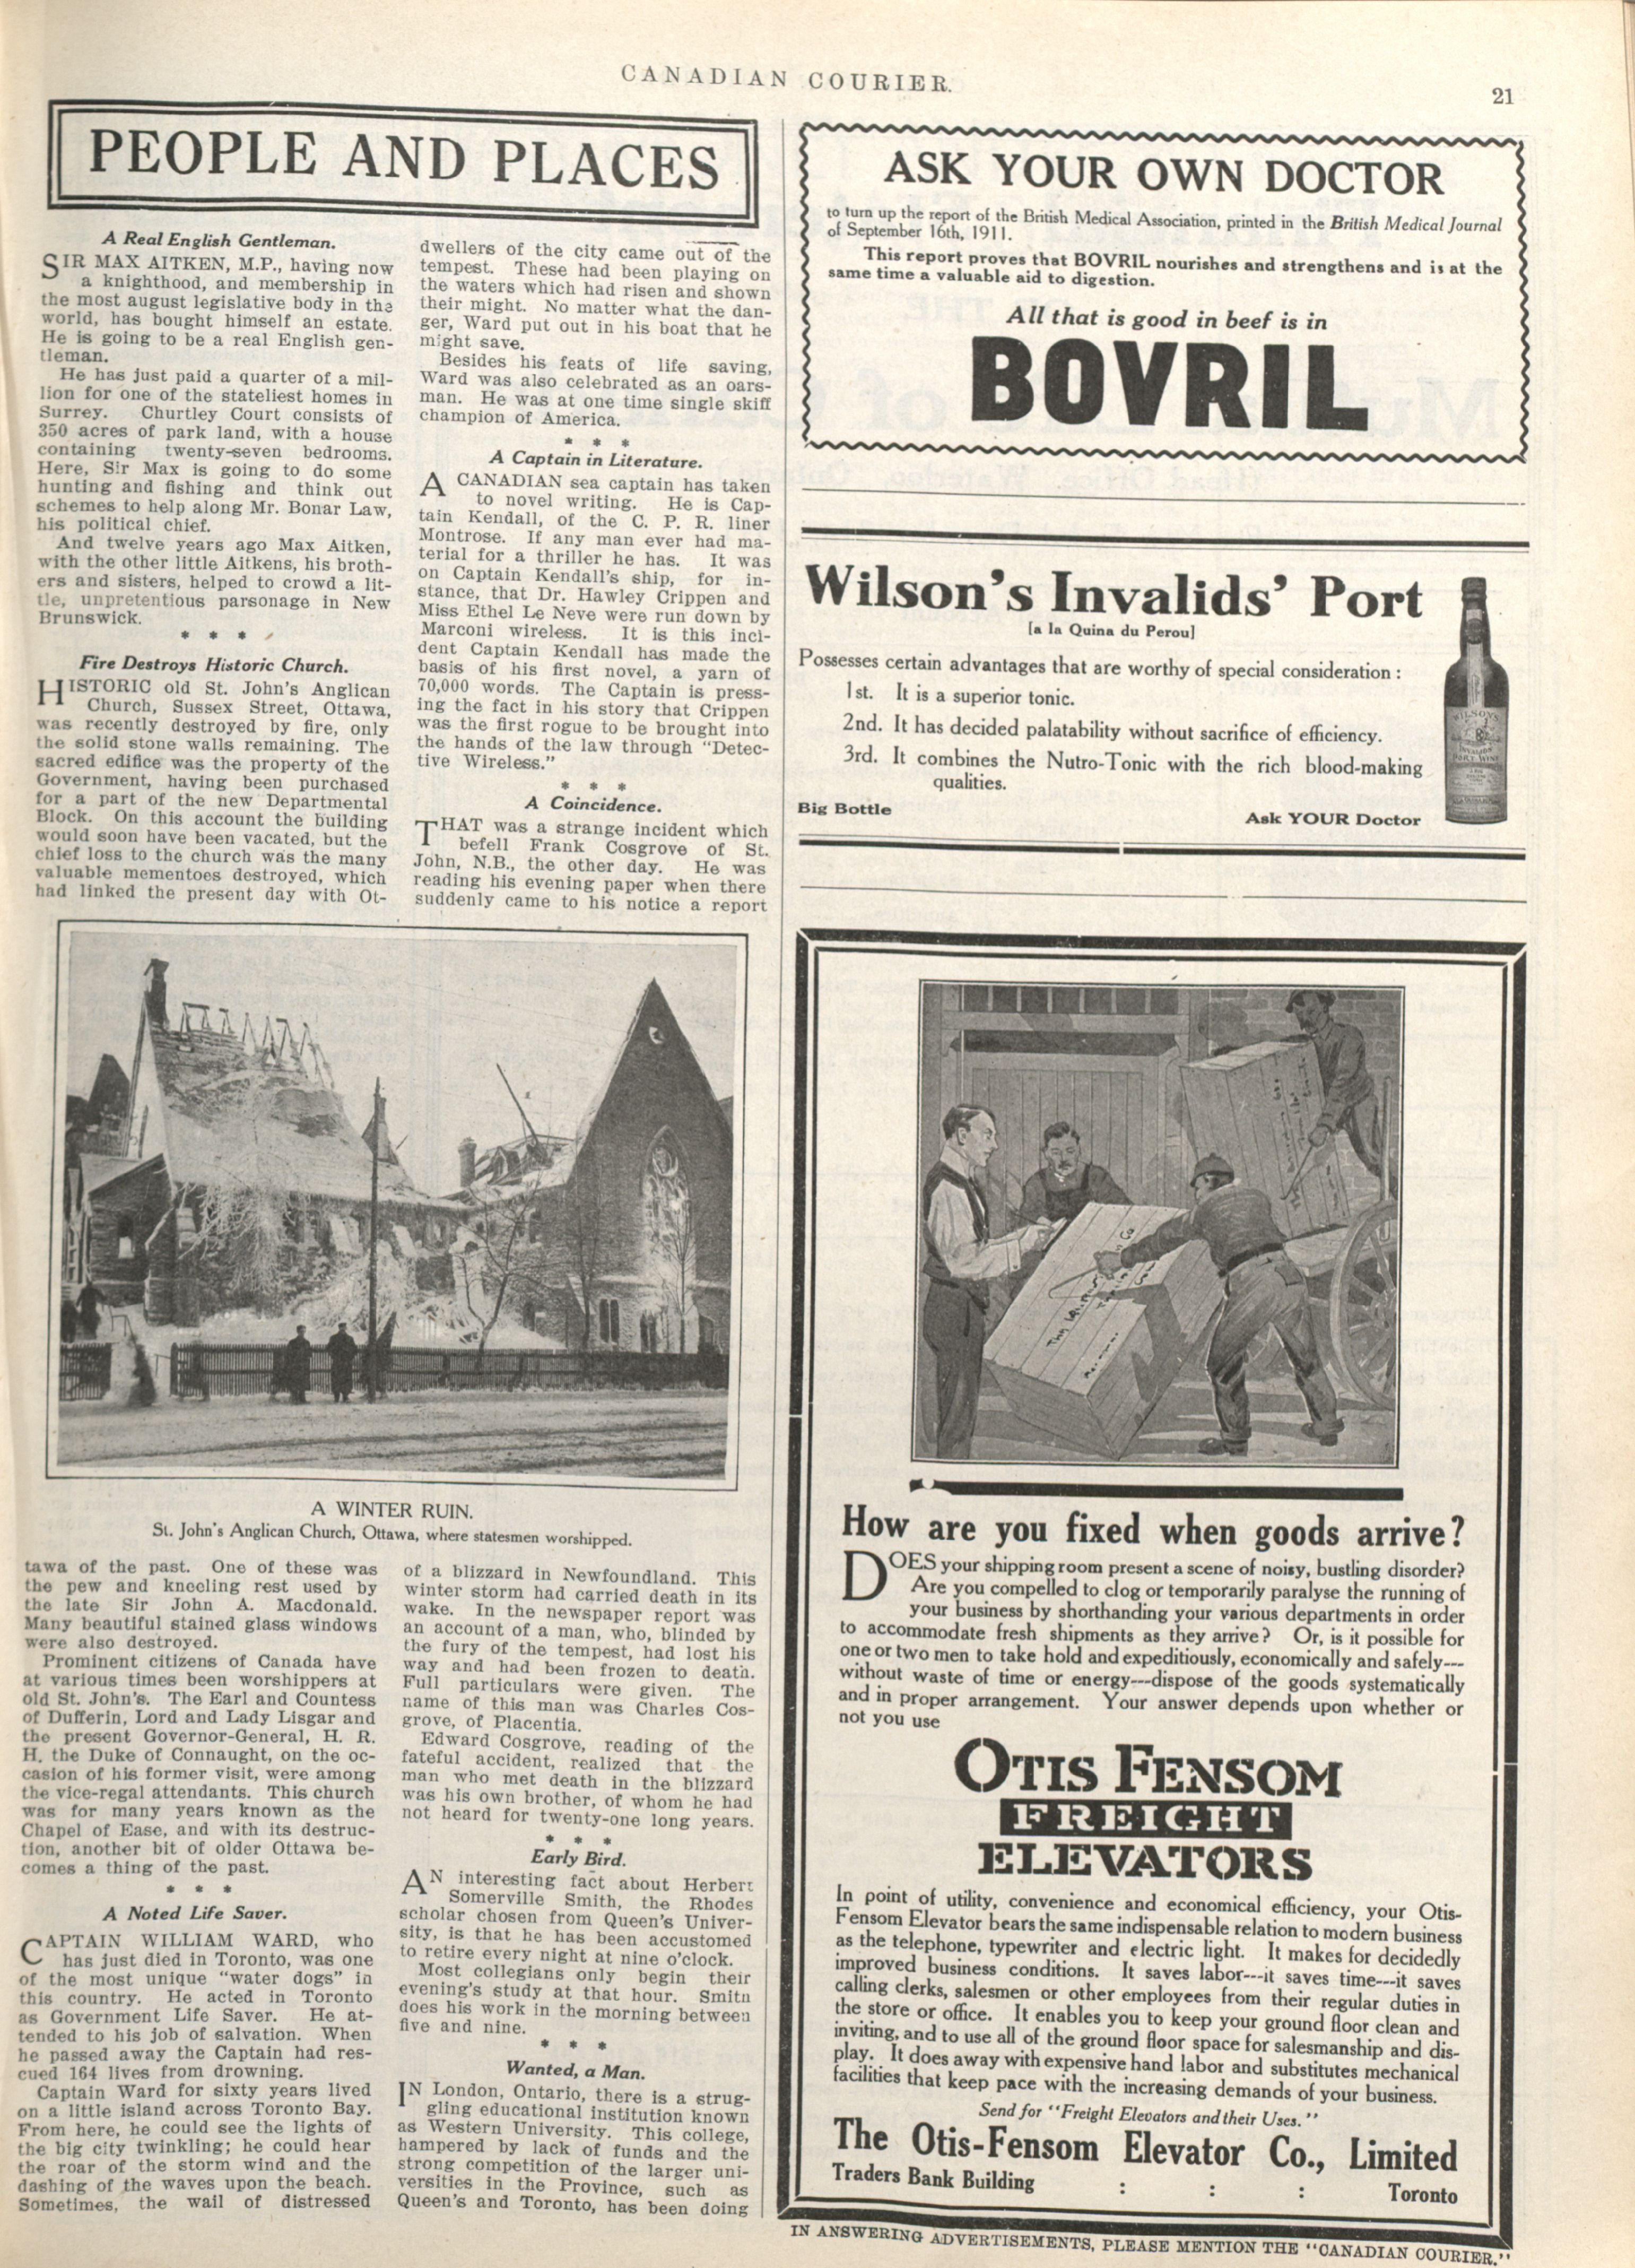 CANADIAN COURIER.
21
PEOPLE AND PLACES
A Real English Gentleman.
SIR MAX AITKEN, M.P., having now
a knighthood, and membership in
the most august legislative body in the
world, has bought himself an estate.
He is going to be a real English gen-
tleman.
He has just paid a quarter of a mil-
lion for one of the stateliest homes in
Surrey. Churtley Court consists of
350 acres of park land, with a house
containing twenty-seven bedrooms.
Here, Sir Max is going to do some
hunting and fishing and think out
schemes to help along Mr. Bonar Law,
his political chief.
And twelve years ago Max Aitken,
with the other little Aitkens, his broth-
ers and sisters, helped to crowd a lit-
tle, unpretentious parsonage in New
Brunswick.
* * *
Fire Destroys Historic Church.
HISTORIC old St. John's Anglican
Church, Sussex Street, Ottawa,
was recently destroyed by fire, only
the solid stone walls remaining. The
sacred edifice was the property of the
Government, having been purchased
for a part of the new Departmental
Block. On this account the building
would soon have been vacated, but the
chief loss to the church was the many
valuable mementoes destroyed, which
had linked the present day with Ot-
A WINTER RUIN.
St. John's Anglican Church, Ottawa, where statesmen worshipped.
tawa of the past. One of these was
the pew and kneeling rest used by
the late Sir John A. Macdonald.
Many beautiful stained glass windows
were also destroyed.
Prominent citizens of Canada have
at various times been worshippers at
old St. John's. The Earl and Countess
of Dufferin, Lord and Lady Lisgar and
the present Governor-General, H. R.
H. the Duke of Connaught, on the oc-
casion of his former visit, were among
the vice-regal attendants. This church
was for many years known as the
Chapel of Ease, and with its destruc-
tion, another bit of older Ottawa be-
comes a thing of the past.
* * *
A Noted Life Saver.
CAPTAIN WILLIAM WARD, who
has just died in Toronto, was one
of the most unique "water dogs" in
this country. He acted in Toronto
as Government Life Saver. He at-
tended to his job of salvation. When
he passed away the Captain had res-
cued 164 lives from drowning.
Captain Ward for sixty years lived
on a little island across Toronto Bay.
From here, he could see the lights of
the big city twinkling; he could hear
the roar of the storm wind and the
dashing of the waves upon the beach.
Sometimes, the wail of distressed
dwellers of the city came out of the
tempest. These had been playing on
the waters which had risen and shown
their might. No matter what the dan-
ger, Ward put out in his boat that he
might save.
Besides his feats of life saving,
Ward was also celebrated as an oars-
man. He was at one time single skiff
champion of America.
* * *
A Captain in Literature.
A CANADIAN sea captain has taken
to novel writing. He is Cap-
tain Kendall, of the C. P. R. liner
Montrose. If any man ever had ma-
terial for a thriller he has. It was
on Captain Kendall's ship, for in-
stance, that Dr. Hawley Crippen and
Miss Ethel Le Neve were run down by
Marconi wireless. It is this inci-
dent Captain Kendall has made the
basis of his first novel, a yarn of
70,000 words. The Captain is press-
ing the fact in his story that Crippen
was the first rogue to be brought into
the hands of the law through "Detec-
tive Wireless."
* * *
A Coincidence.
THAT was a strange incident which
befell Frank Cosgrove of St.
John, N.B., the other day. He was
reading his evening paper when there
suddenly came to his notice a report
of a blizzard in Newfoundland. This
winter storm had carried death in its
wake. In the newspaper report was
an account of a man, who, blinded by
the fury of the tempest, had lost his
way and had been frozen to death.
Full particulars were given. The
name of this man was Charles Cos-
grove, of Placentia.
Edward Cosgrove, reading of the
fateful accident, realized that the
man who met death in the blizzard
was his own brother, of whom he had
not heard for twenty-one long years.
* * *
Early Bird.
AN interesting fact about Herbert
Somerville Smith, the Rhodes
scholar chosen from Queen's Univer-
sity, is that he has been accustomed
to retire every night at nine o'clock.
Most collegians only begin their
evening's study at that hour. Smith
does his work in the morning between
five and nine.
* * *
Wanted, a Man.
IN London, Ontario, there is a strug-
gling educational institution known
as Western University. This college,
hampered by lack of funds and the
strong competition of the larger uni-
versities in the Province, such as
Queen's and Toronto, has been doing
ASK YOUR OWN DOCTOR
to turn up the report of the British Medical Association, printed in the British Medical Journal
of September 16th, 1911.
This report proves that BOVRIL nourishes and strengthens and is at the
same time a valuable aid to digestion.
All that is good in beef is in
BOVRIL
Wilson's Invalids' Port
[a la Quina du Perou]
Possesses certain advantages that are worthy of special consideration :
1st. It is a superior tonic.
2nd. It has decided palatability without sacrifice of efficiency.
3rd. It combines the Nutro-Tonic with the rich blood-making
qualities.
Big Bottle
Ask YOUR Doctor
WILSON'S
INVALIDS'
PORT WINE
How are you fixed when goods arrive?
DOES your shipping room present a scene of noisy, bustling disorder?
Are you compelled to clog or temporarily paralyse the running of
your business by shorthanding your various departments in order
to accommodate fresh shipments as they arrive? Or, is it possible for
one or two men to take hold and expeditiously, economically and safely---
without waste of time or energy---dispose of the goods systematically
and in proper arrangement. Your answer depends upon whether or
not you use
OTIS FENSOM
FREIGHT
ELEVATORS
In point of utility, convenience and economical efficiency, your Otis-
Fensom Elevator bears the same indispensable relation to modern business
as the telephone, typewriter and electric light. It makes for decidedly
improved business conditions. It saves labor---it saves time---it saves
calling clerks, salesmen or other employees from their regular duties in
the store or office. It enables you to keep your ground floor clean and
inviting, and to use all of the ground floor space for salesmanship and dis-
play. It does away with expensive hand labor and substitutes mechanical
facilities that keep pace with the increasing demands of your business.
Send for "Freight Elevators and their Uses."
The Otis-Fensom Elevator Co., Limited
Traders Bank Building : : : Toronto
IN ANSWERING ADVERTISEMENTS, PLEASE MENTION THE "CANADIAN COURIER."